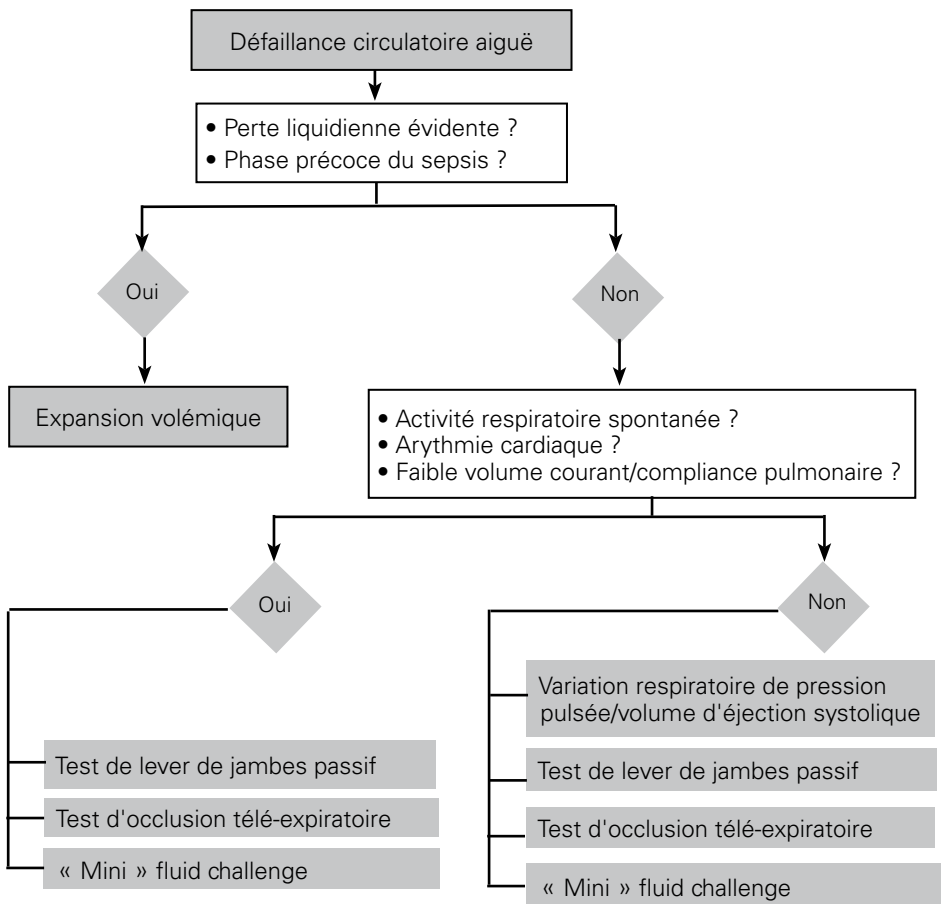 Défaillance circulatoire aiguë
• Perte liquidienne évidente ?
• Phase précoce du sepsis ?
Oui
Non
Expansion volémique
• Activité respiratoire spontanée ?
• Arythmie cardiaque ?
• Faible volume courant/compliance pulmonaire ?
Oui
Non
Test de lever de jambes passif
Test d'occlusion télé-expiratoire
« Mini » fluid challenge
Variation respiratoire de pression
pulsée/volume d'éjection systolique
Test de lever de jambes passif
Test d'occlusion télé-expiratoire
« Mini » fluid challenge